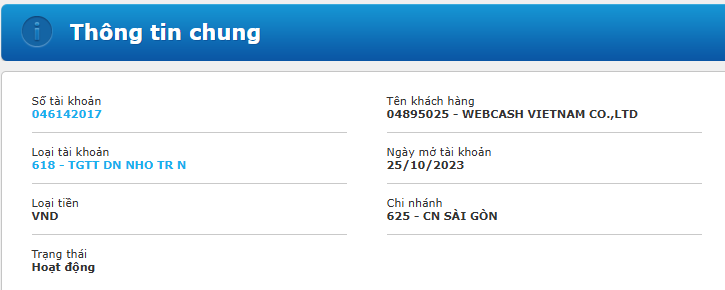 Thông tin chung
Số tài khoản
046142017
Tên khách hàng
04895025 - WEBCASH VIETNAM CO.,LTD
Loại tài khoản
618 - TGTT DN NHO TR N
Ngày mở tài khoản
25/10/2023
Loại tiền
VND
Chi nhánh
625 - CN SÀI GÒN
Trạng thái
Hoạt động